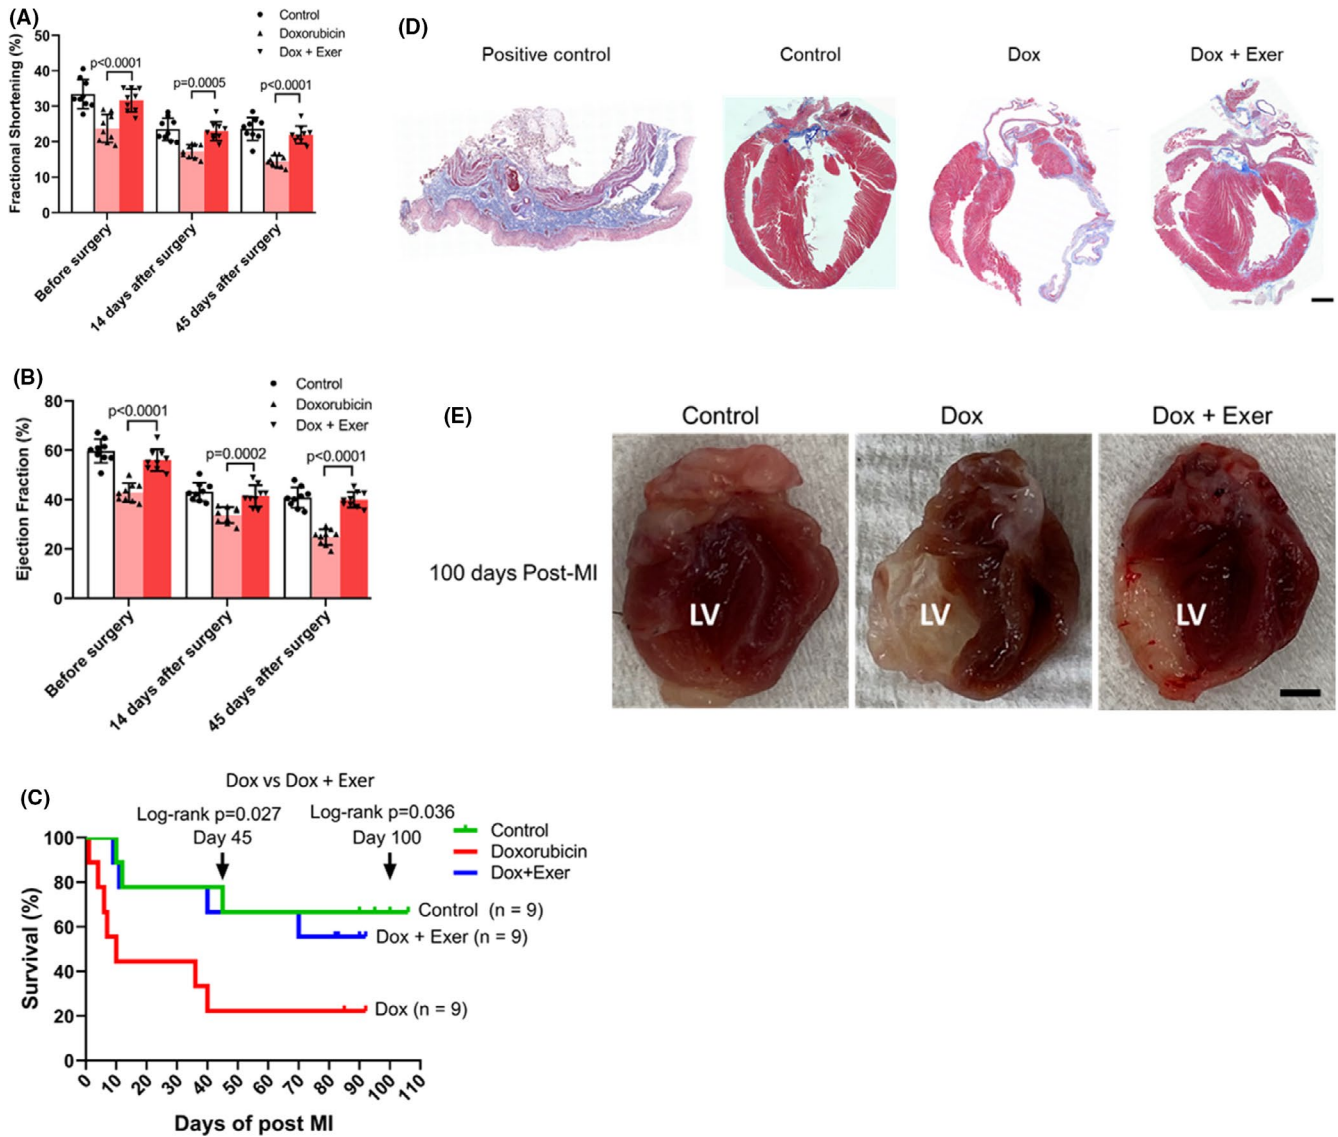 (A)
Control
Doxorubicin
Dox + Exer
Fractional Shortening (%)
50
40
30
20
10
0
p<0.0001
p=0.0005
p<0.0001
Before surgery
14 days after surgery
45 days after surgery
(D)
Positive control
Control
Dox
Dox + Exer
(B)
Control
Doxorubicin
Dox + Exer
Ejection Fraction (%)
80
60
40
20
0
p<0.0001
p=0.0002
p<0.0001
Before surgery
14 days after surgery
45 days after surgery
(E)
Control
Dox
Dox + Exer
100 days Post-MI
LV
LV
LV
(C)
Dox vs Dox + Exer
Log-rank p=0.027
Day 45
Log-rank p=0.036
Day 100
Control
Doxorubicin
Dox+Exer
Survival (%)
100
80
60
40
20
0
Control (n = 9)
Dox + Exer (n = 9)
Dox (n = 9)
0 10 20 30 40 50 60 70 80 90 100 110
Days of post MI